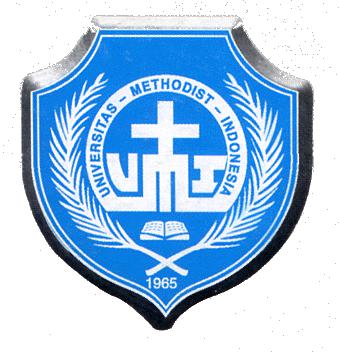 UNIVERSITAS – METHODIST – INDONESIA
UMI
1965